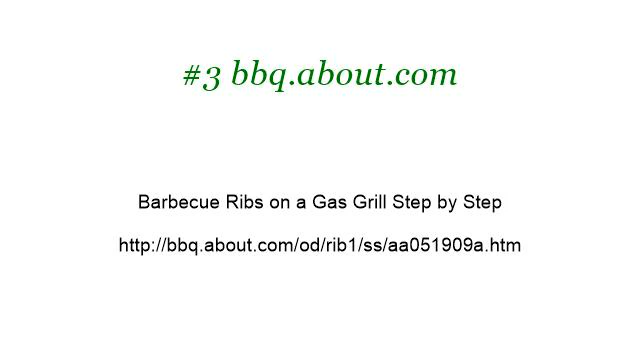 #3 bbq.about.com
Barbecue Ribs on a Gas Grill Step by Step
http://bbq.about.com/od/rib1/ss/aa051909a.htm